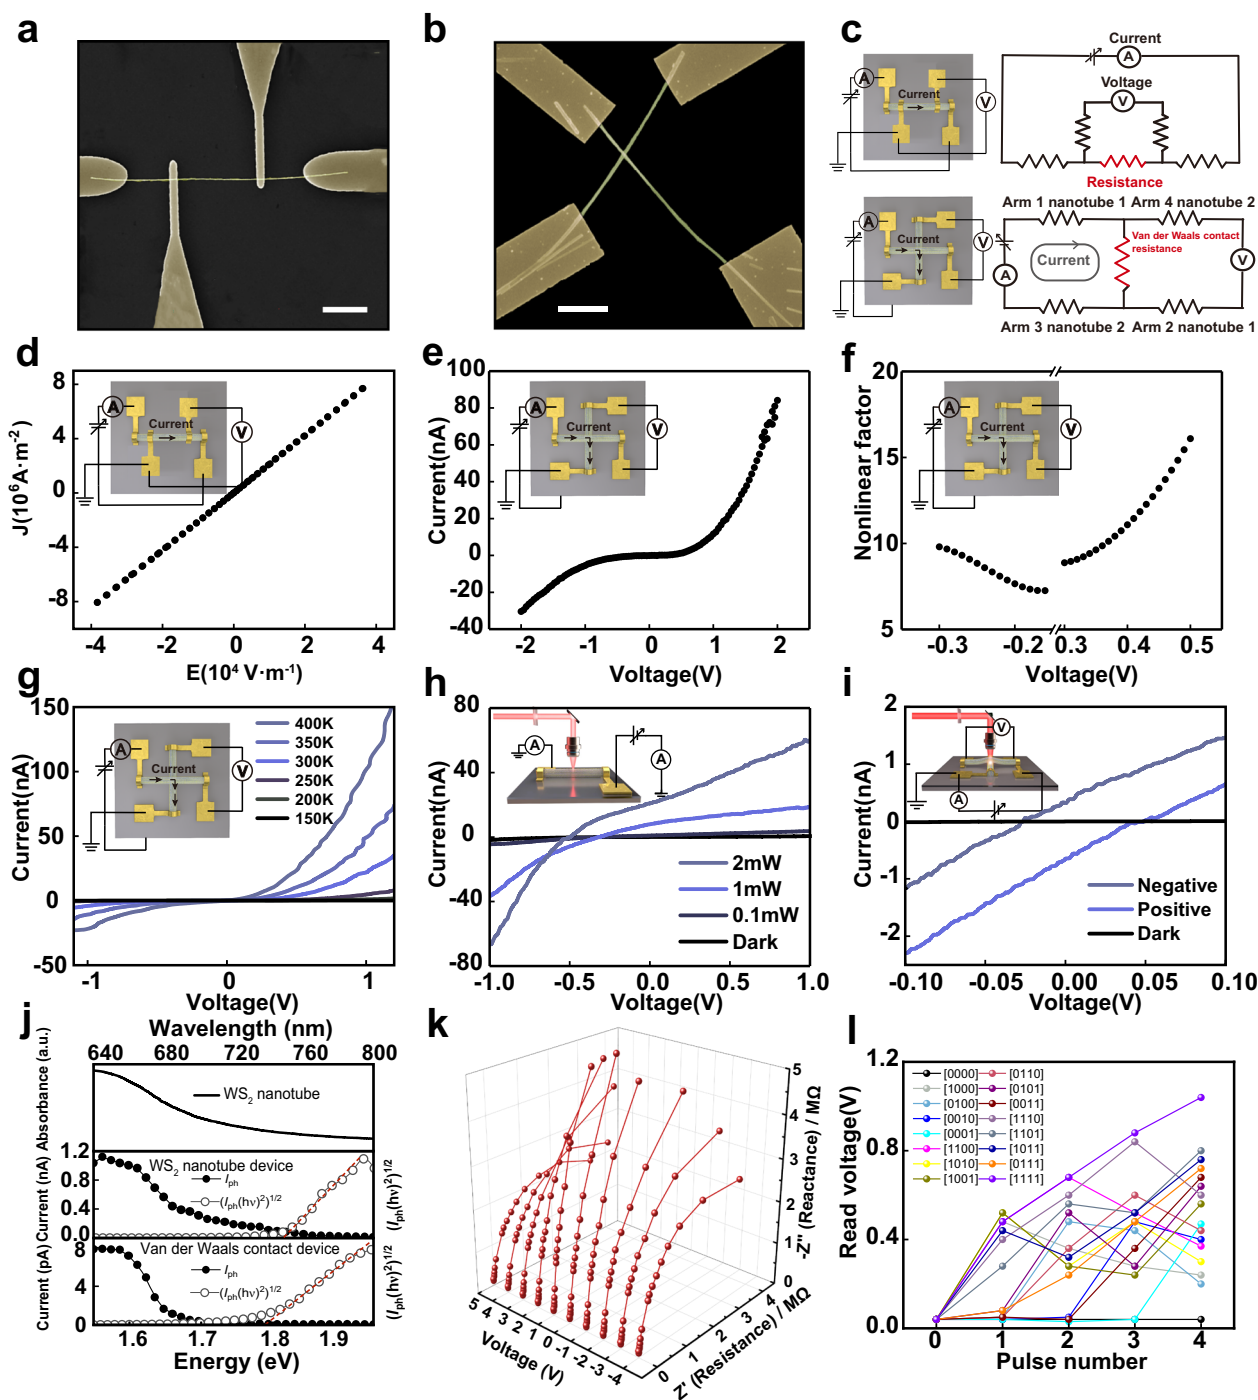 a
b
c
Current
A
Voltage
V
Resistance
A
Current
V
Arm 1 nanotube 1 Arm 4 nanotube 2
Van der Waals contact
resistance
Current
A
V
Arm 3 nanotube 2 Arm 2 nanotube 1
A
Current
V
d
J(10⁶A·m⁻²)
8
4
0
-4
-8
-4 -2 0 2 4
E(10⁴ V·m⁻¹)
A
Current
V
e
Current(nA)
100
80
60
40
20
0
-20
-40
-2 -1 0 1 2
Voltage(V)
A
Current
V
f
Nonlinear factor
20
15
10
5
-0.3 -0.2 0.3 0.4 0.5
Voltage(V)
A
Current
V
g
Current(nA)
150
100
50
0
-50
-1 0 1
Voltage(V)
A
Current
V
400K
350K
300K
250K
200K
150K
h
Current(nA)
80
40
0
-40
-80
-1.0 -0.5 0.0 0.5 1.0
Voltage(V)
A
A
2mW
1mW
0.1mW
Dark
i
Current(nA)
2
1
0
-1
-2
-0.10 -0.05 0.00 0.05 0.10
Voltage(V)
V
A
Negative
Positive
Dark
j
Wavelength (nm)
640 680 720 760 800
Absorbance (a.u.)
WS₂ nanotube
Current (nA)
1.2
0.6
0.0
WS₂ nanotube device
Iph
(Iph(hν)²)¹ᐟ²
(Iph(hν)²)¹ᐟ²
Current (pA)
8
4
0
Van der Waals contact device
Iph
(Iph(hν)²)¹ᐟ²
(Iph(hν)²)¹ᐟ²
1.6 1.7 1.8 1.9
Energy (eV)
k
-Z'' (Reactance) / MΩ
5
4
3
2
1
0
Z' (Resistance) / MΩ
0 1 2 3 4
Voltage (V)
5 4 3 2 1 0 -1 -2 -3 -4
l
Read voltage(V)
1.2
0.8
0.4
0.0
0 1 2 3 4
Pulse number
[0000] [0110]
[1000] [0101]
[0100] [0011]
[0010] [1110]
[0001] [1101]
[1100] [1011]
[1010] [0111]
[1001] [1111]